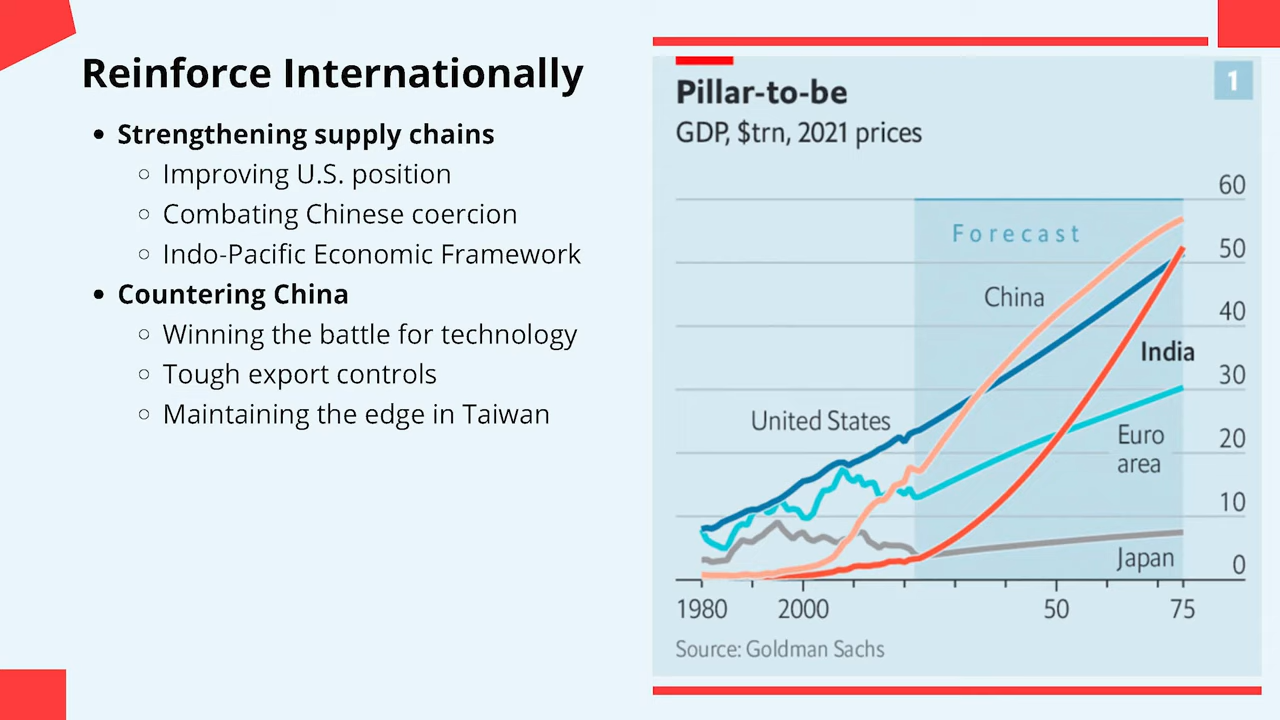 Reinforce Internationally
• Strengthening supply chains
○ Improving U.S. position
○ Combating Chinese coercion
○ Indo-Pacific Economic Framework
• Countering China
○ Winning the battle for technology
○ Tough export controls
○ Maintaining the edge in Taiwan
1
Pillar-to-be
GDP, $trn, 2021 prices
60
Forecast
50
China
40
India
30
United States
Euro
area
20
10
Japan
0
1980 2000 50 75
Source: Goldman Sachs